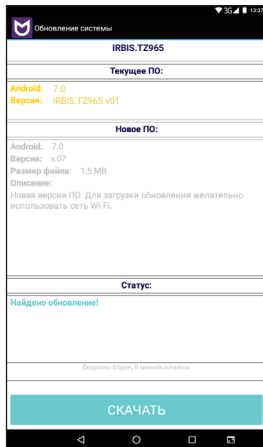 3G 13:37
Обновление системы
IRBIS.TZ965
Текущее ПО:
Android: 7.0
Версия: IRBIS.TZ965.v01
Новое ПО:
Android: 7.0
Версия: v.07
Размер файла: 1,5 MB
Описание:
Новая версия ПО. Для загрузки обновления желательно
использовать сеть Wi-Fi.
Статус:
Найдено обновление!
Скорость: 0 bytes, 0 seconds осталось.
СКАЧАТЬ